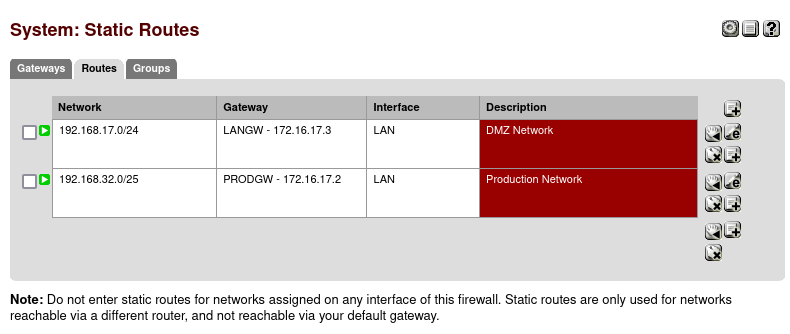 System: Static Routes
?
Gateways Routes Groups
Network Gateway Interface Description
192.168.17.0/24 LANGW - 172.16.17.3 LAN DMZ Network
e
192.168.32.0/25 PRODGW - 172.16.17.2 LAN Production Network
e
Note: Do not enter static routes for networks assigned on any interface of this firewall. Static routes are only used for networks
reachable via a different router, and not reachable via your default gateway.